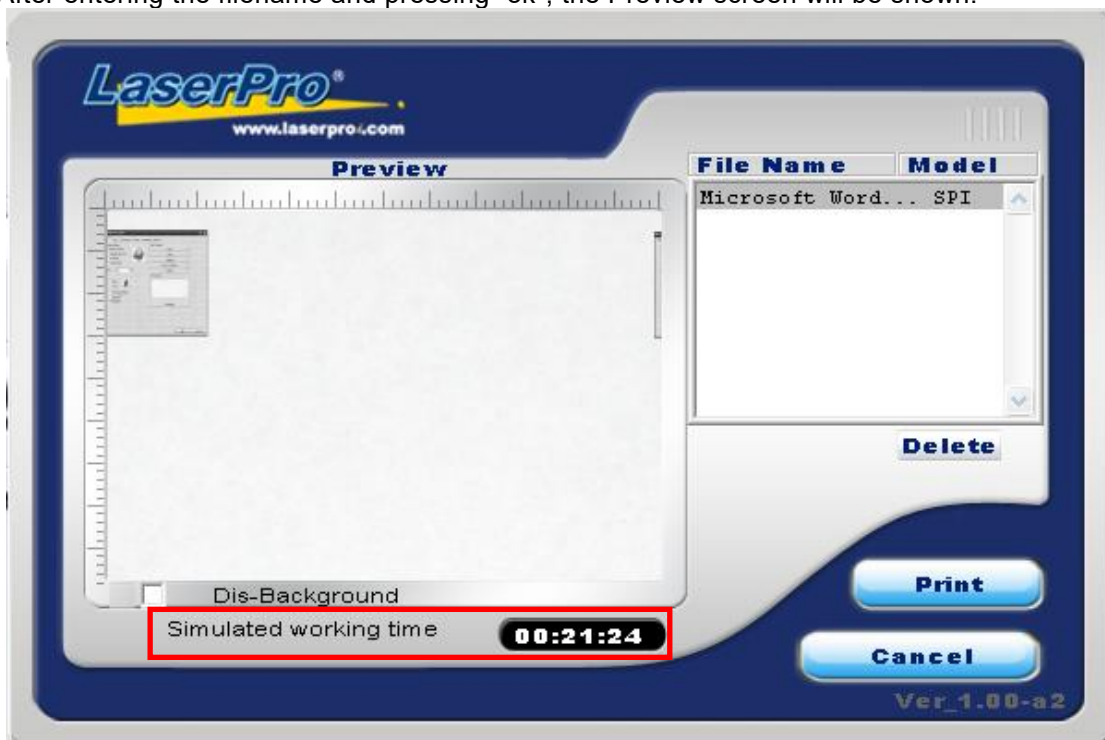 After entering the filename and pressing "ok", the Preview screen will be shown.
LaserPro®
www.laserpro.com
Preview
File Name Model
Microsoft Word... SPI
Delete
Dis-Background
Simulated working time 00:21:24
Print
Cancel
Ver_1.00-a2